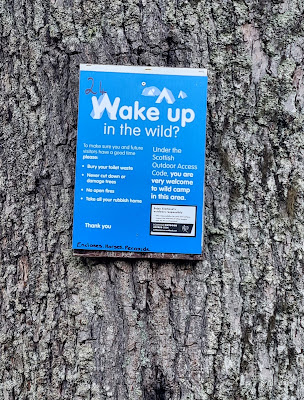 Wake up
in the wild?
To make sure you and future
visitors have a good time
please:
• Bury your toilet waste
• Never cut down or
damage trees
• No open fires
• Take all your rubbish home
Thank you
Under the
Scottish
Outdoor Access
Code, you are
very welcome
to wild camp
in this area.